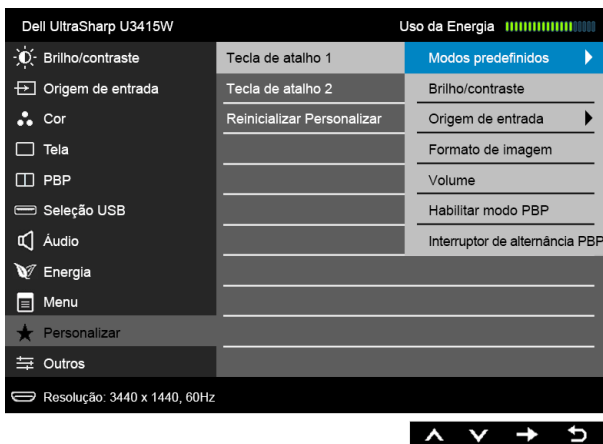 Dell UltraSharp U3415W
Uso da Energia
Brilho/contraste
Origem de entrada
Cor
Tela
PBP
Seleção USB
Áudio
Energia
Menu
Personalizar
Outros
Tecla de atalho 1
Tecla de atalho 2
Reinicializar Personalizar
Modos predefinidos
Brilho/contraste
Origem de entrada
Formato de imagem
Volume
Habilitar modo PBP
Interruptor de alternância PBP
Resolução: 3440 x 1440, 60Hz